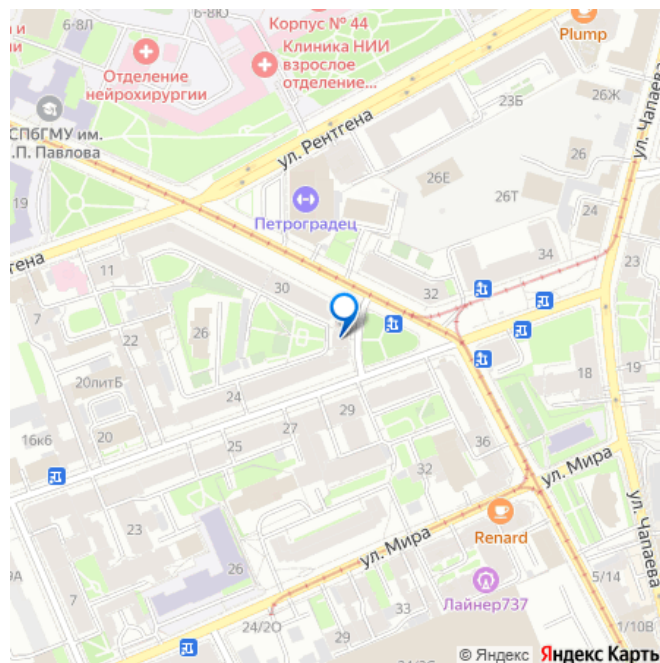 6-8Л
6-8Ю
Корпус № 44
Клиника НИИ
взрослое
отделение...
Plump
Отделение
нейрохирургии
23Б
26Ж
ул. Чапаева
СПбГМУ им.
.П. Павлова
ул. Рентгена
26
26Е
26Т
19
Петроградец
24
гена
11
30
34
23
32
7
22
26
20литБ
18
24
29
16к6
20
25
27
36
32
ул. Мира
23
Renard
ул. Мира
ул. Чапаева
26
Лайнер737
5/14
7
33
24/2О
29
1/10В
© Яндекс Яндекс Карты